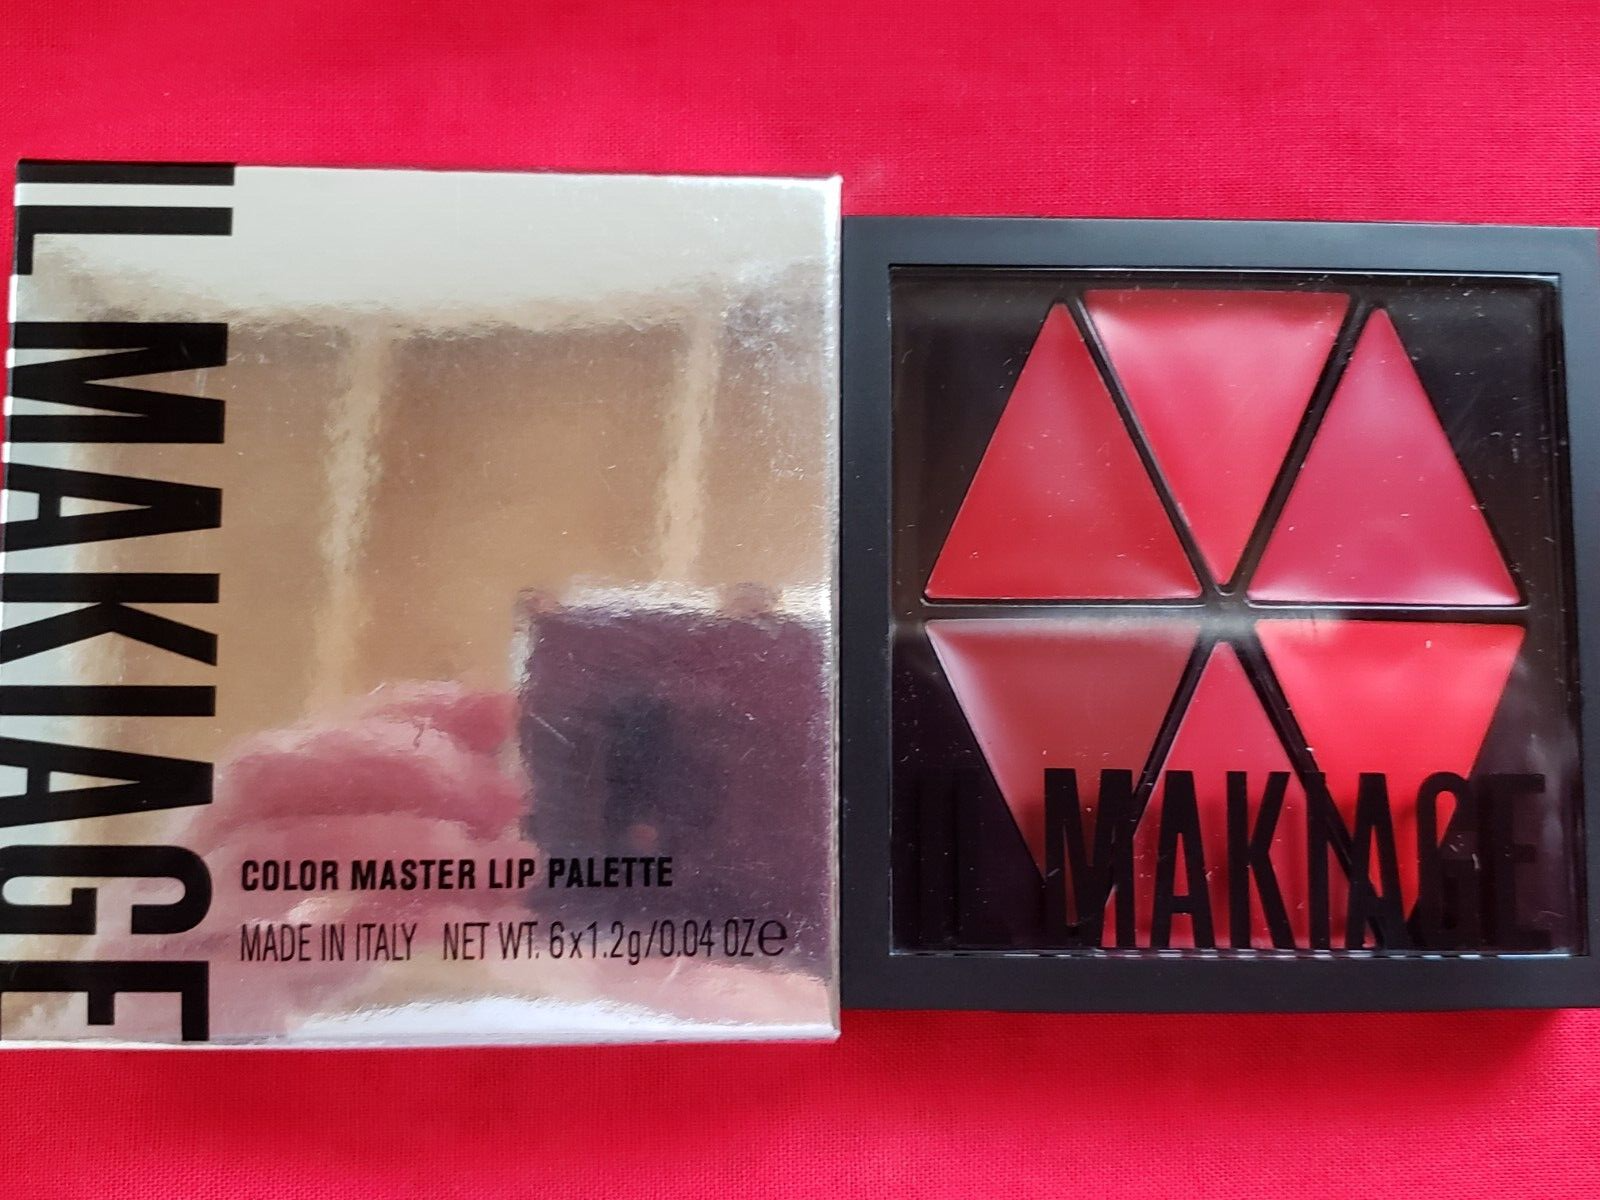 IL MAKIAGE
COLOR MASTER LIP PALETTE
MADE IN ITALY NET WT. 6x1.2g/0.04 OZ℮
IL MAKIAGE